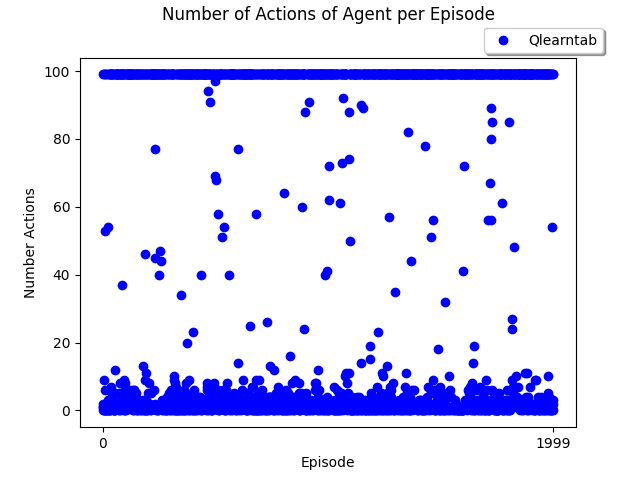 Number of Actions of Agent per Episode
Qlearntab
100
80
60
40
20
0
Number Actions
0 1999
Episode